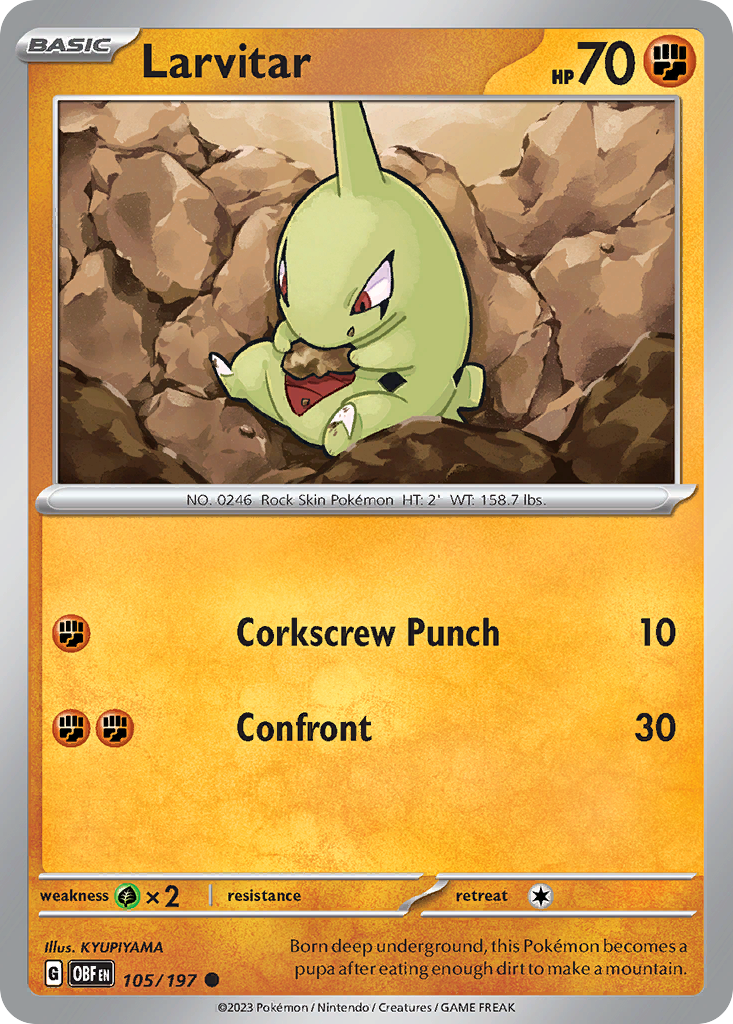 BASIC
Larvitar
HP 70
NO. 0246 Rock Skin Pokémon HT: 2' WT: 158.7 lbs.
Corkscrew Punch 10
Confront 30
weakness ×2 resistance retreat
Illus. KYUPIYAMA
Born deep underground, this Pokémon becomes a
pupa after eating enough dirt to make a mountain.
G OBF EN 105/197
©2023 Pokémon / Nintendo / Creatures / GAME FREAK